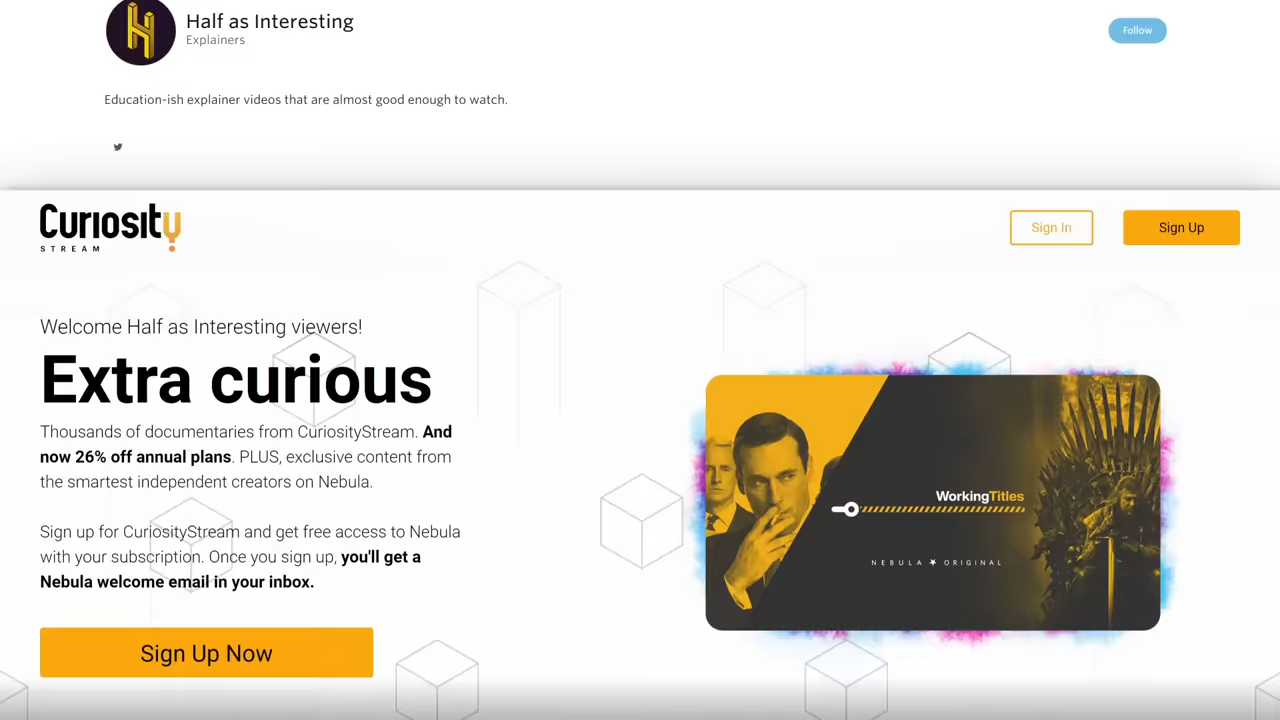 Half as Interesting
Explainers
Follow
Education-ish explainer videos that are almost good enough to watch.
Curiosity
STREAM
Sign In
Sign Up
Welcome Half as Interesting viewers!
Extra curious
Thousands of documentaries from CuriosityStream. And
now 26% off annual plans. PLUS, exclusive content from
the smartest independent creators on Nebula.
Sign up for CuriosityStream and get free access to Nebula
with your subscription. Once you sign up, you'll get a
Nebula welcome email in your inbox.
Sign Up Now
WorkingTitles
NEBULA ORIGINAL